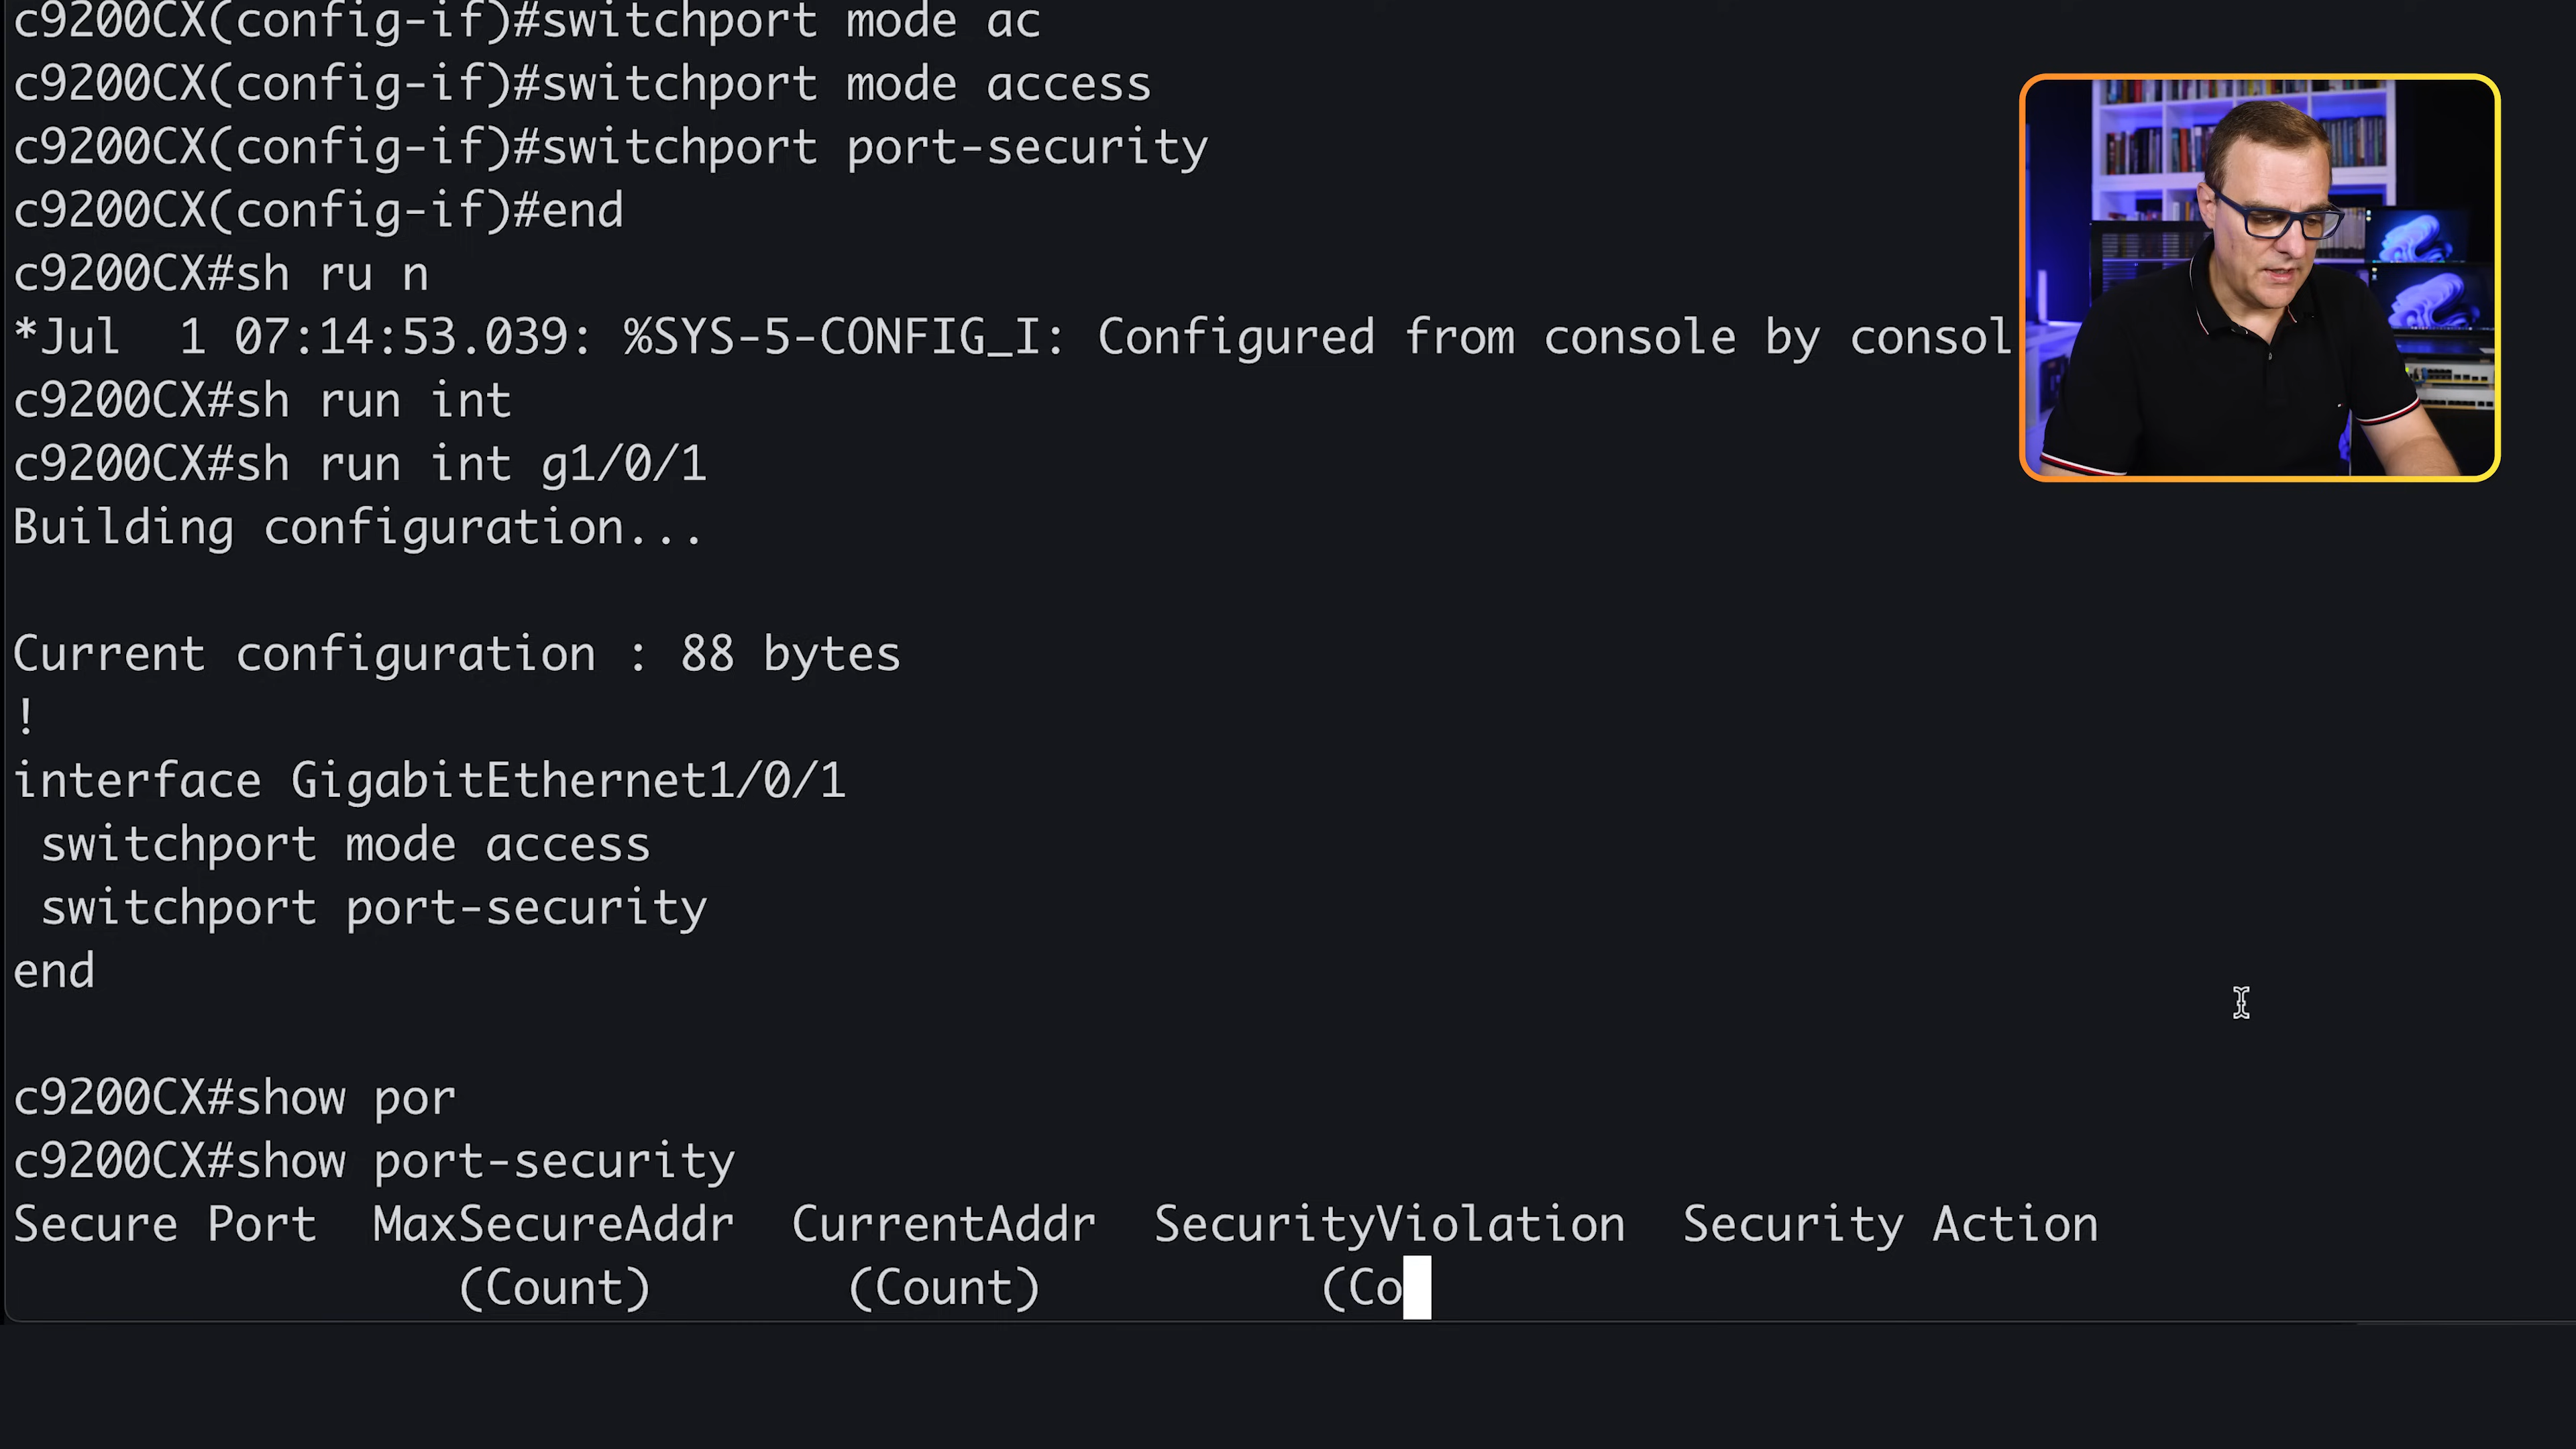 c9200CX(config-if)#switchport mode ac
c9200CX(config-if)#switchport mode access
c9200CX(config-if)#switchport port-security
c9200CX(config-if)#end
c9200CX#sh ru n
*Jul  1 07:14:53.039: %SYS-5-CONFIG_I: Configured from console by consol
c9200CX#sh run int
c9200CX#sh run int g1/0/1
Building configuration...
Current configuration : 88 bytes
!
interface GigabitEthernet1/0/1
 switchport mode access
 switchport port-security
end
c9200CX#show por
c9200CX#show port-security
Secure Port  MaxSecureAddr  CurrentAddr  SecurityViolation  Security Action
                (Count)       (Count)          (Co